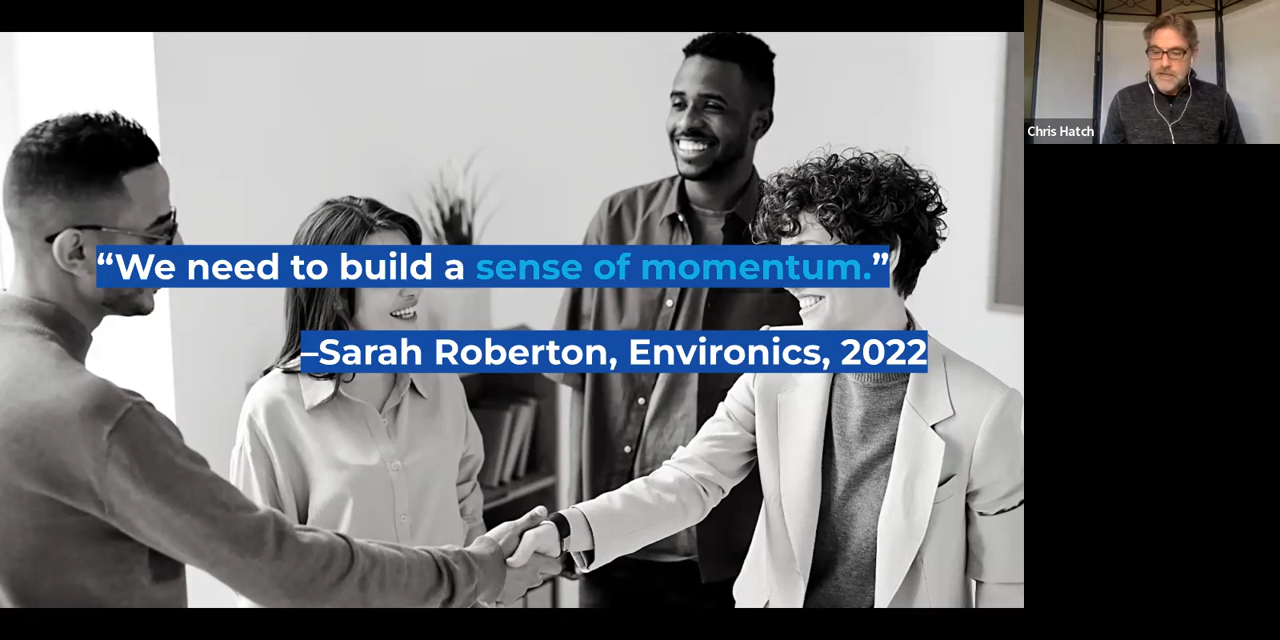 “We need to build a sense of momentum.”
–Sarah Roberton, Environics, 2022
Chris Hatch